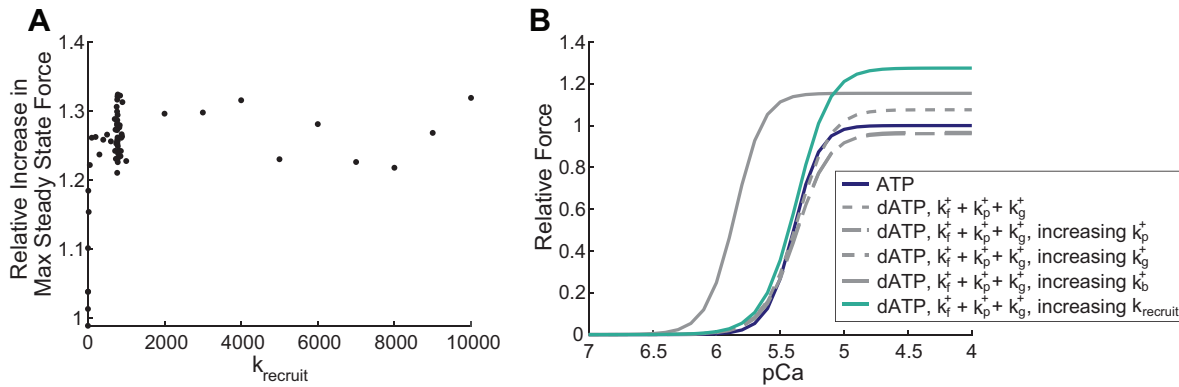 A
Relative Increase in
Max Steady State Force
1.4
1.3
1.2
1.11
1
0
2000
4000
6000
8000
10000
k_recruit
B
Relative Force
1.4
1.2
1
0.8
0.6
0.4
0.2
0
7
6.5
6
5.5
5
4.5
4
pCa
ATP
dATP, k_f^+ + k_p^+ + k_g^+
dATP, k_f^+ + k_p^+ + k_g^+, increasing k_p^+
dATP, k_f^+ + k_p^+ + k_g^+, increasing k_g^+
dATP, k_f^+ + k_p^+ + k_g^+, increasing k_b^+
dATP, k_f^+ + k_p^+ + k_g^+, increasing k_recruit